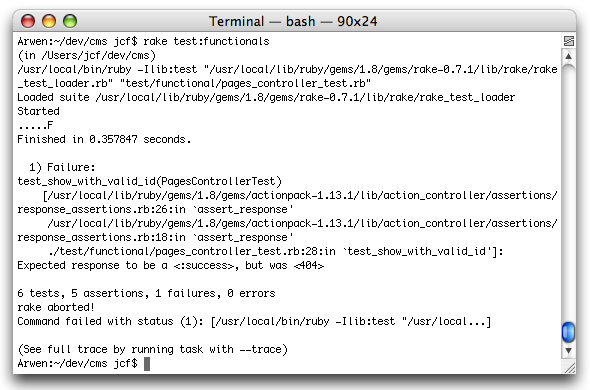 Terminal — bash — 90x24
Arwen:~/dev/cms jcf$ rake test:functionals
(in /Users/jcf/dev/cms)
/usr/local/bin/ruby -Ilib:test "/usr/local/lib/ruby/gems/1.8/gems/rake-0.7.1/lib/rake/rake
_test_loader.rb" "test/functional/pages_controller_test.rb"
Loaded suite /usr/local/lib/ruby/gems/1.8/gems/rake-0.7.1/lib/rake/rake_test_loader
Started
.....F
Finished in 0.357847 seconds.
1) Failure:
test_show_with_valid_id(PagesControllerTest)
[/usr/local/lib/ruby/gems/1.8/gems/actionpack-1.13.1/lib/action_controller/assertions/
response_assertions.rb:26:in `assert_response'
/usr/local/lib/ruby/gems/1.8/gems/actionpack-1.13.1/lib/action_controller/assertions/
response_assertions.rb:18:in `assert_response'
./test/functional/pages_controller_test.rb:28:in `test_show_with_valid_id']:
Expected response to be a <:success>, but was <404>
6 tests, 5 assertions, 1 failures, 0 errors
rake aborted!
Command failed with status (1): [/usr/local/bin/ruby -Ilib:test "/usr/local...]
(See full trace by running task with --trace)
Arwen:~/dev/cms jcf$